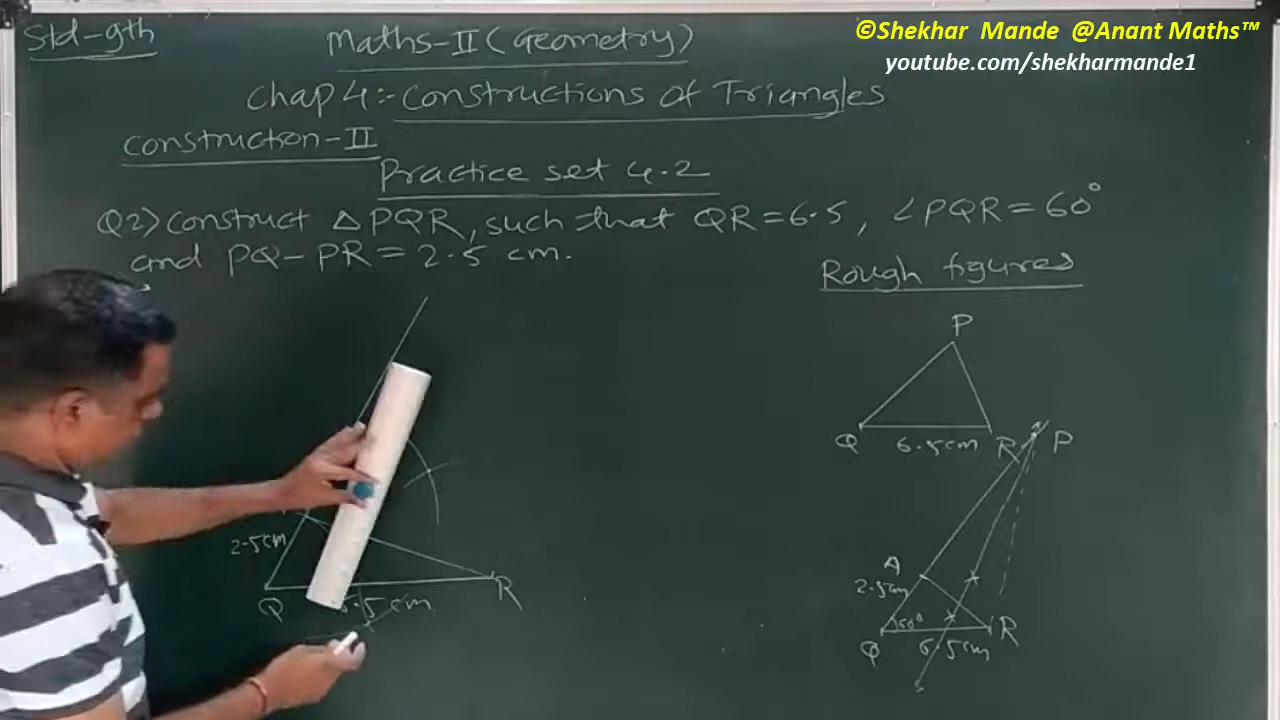 Std-9th
Maths-II (Geometry)
©Shekhar Mande @Anant Maths™
youtube.com/shekharmande1
Chap 4:- Constructions of Triangles
Construction-II
Practice set 4.2
Q2> Construct △PQR, such that QR = 6.5, ∠PQR = 60°
and PQ - PR = 2.5 cm.
Rough figures
P
Q
6.5cm
R
P
A
2.5cm
60°
Q
6.5cm
R
2.5cm
Q
6.5cm
R